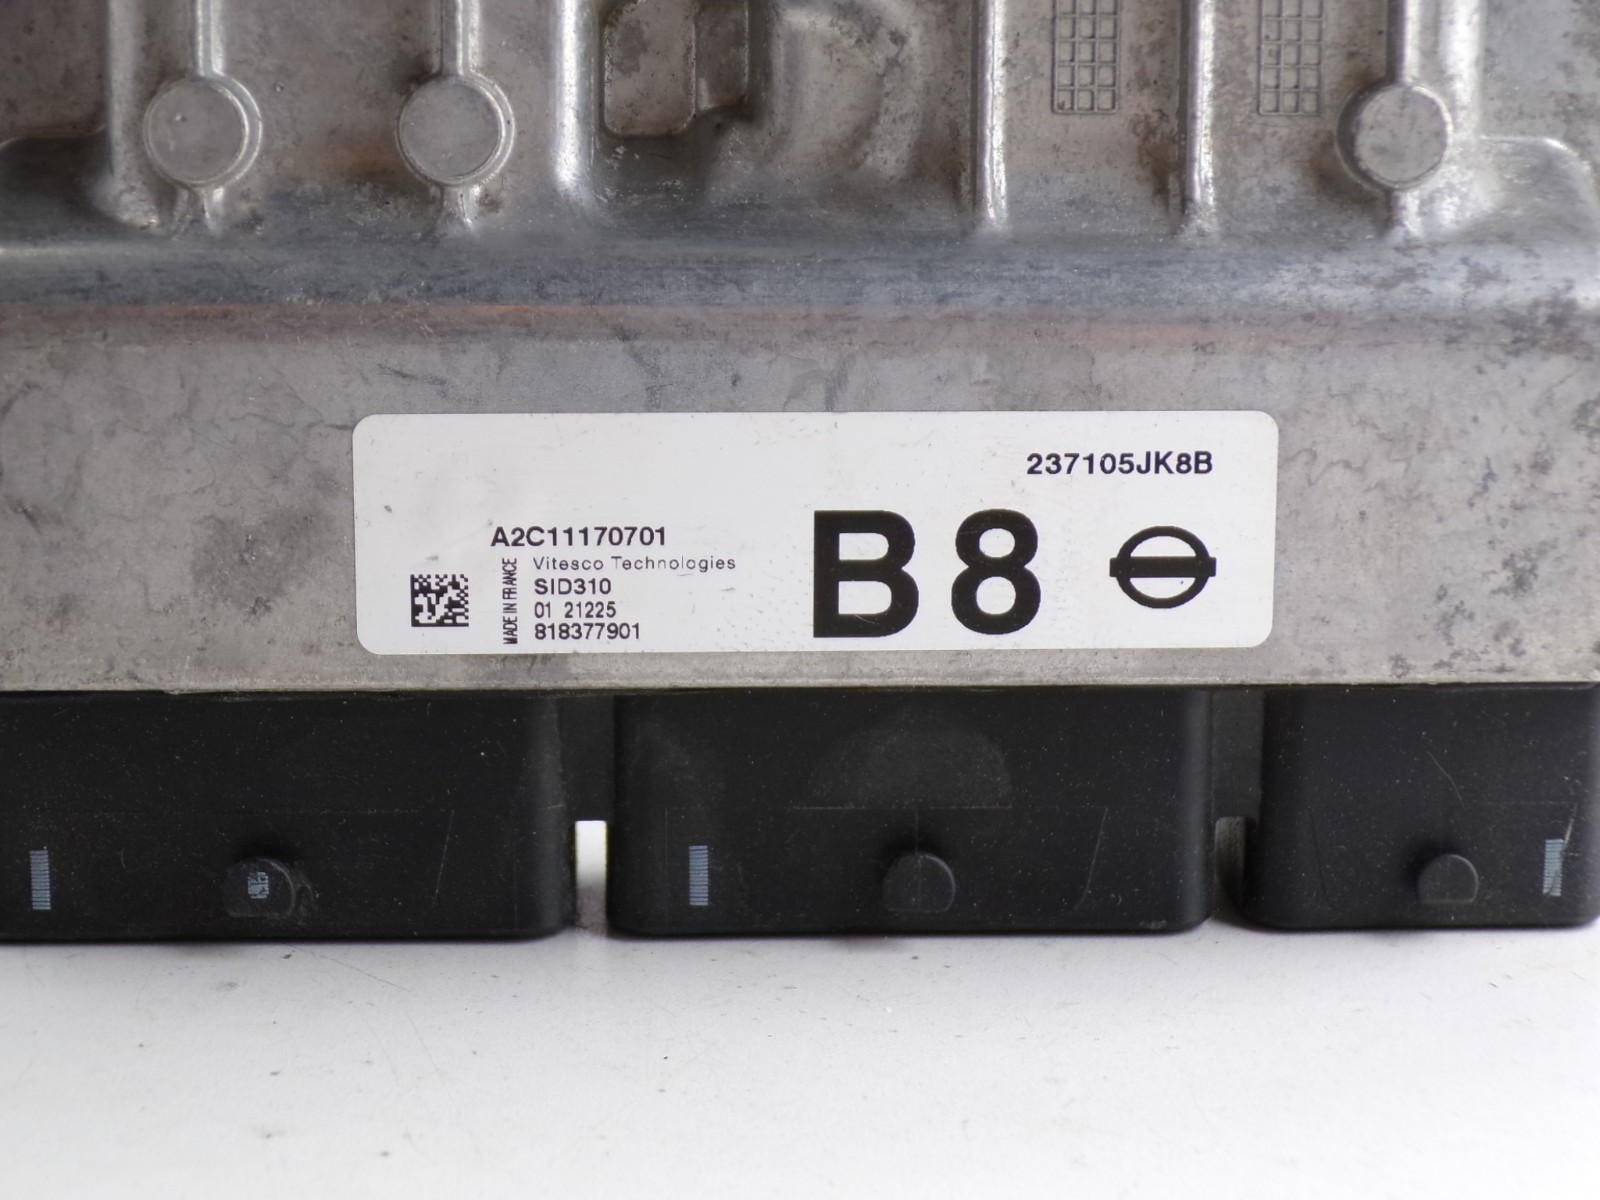 237105JK8B
A2C11170701
Vitesco Technologies
MADE IN FRANCE
SID310
01 21225
818377901
B8